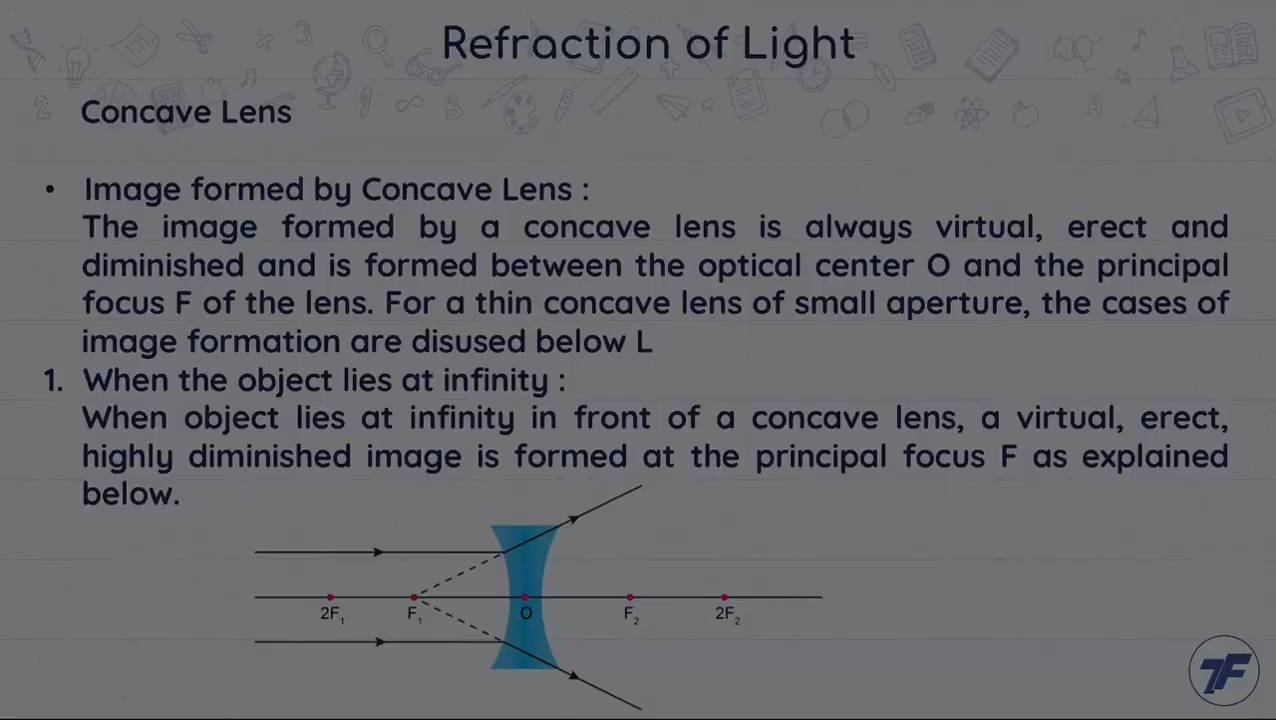 Refraction of Light
Concave Lens
• Image formed by Concave Lens :
The image formed by a concave lens is always virtual, erect and
diminished and is formed between the optical center O and the principal
focus F of the lens. For a thin concave lens of small aperture, the cases of
image formation are disused below L
1. When the object lies at infinity :
When object lies at infinity in front of a concave lens, a virtual, erect,
highly diminished image is formed at the principal focus F as explained
below.
2F₁ F₁ O F₂ 2F₂
7F